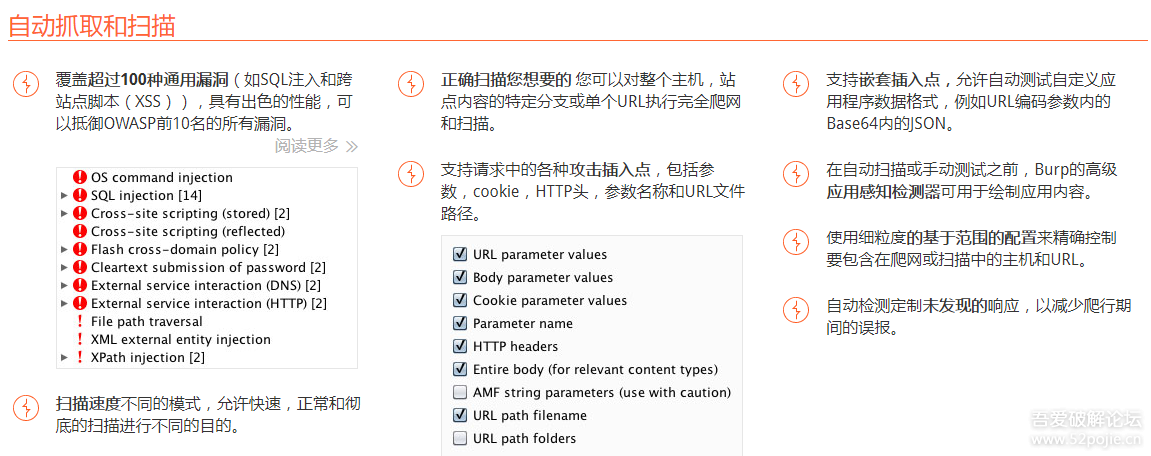 自动抓取和扫描
覆盖超过100种通用漏洞（如SQL注入和跨
站点脚本（XSS）），具有出色的性能，可
以抵御OWASP前10名的所有漏洞。
阅读更多
OS command injection
SQL injection [14]
Cross-site scripting (stored) [2]
Cross-site scripting (reflected)
Flash cross-domain policy [2]
Cleartext submission of password [2]
External service interaction (DNS) [2]
External service interaction (HTTP) [2]
File path traversal
XML external entity injection
XPath injection [2]
扫描速度不同的模式，允许快速，正常和彻
底的扫描进行不同的目的。
正确扫描您想要的 您可以对整个主机，站
点内容的特定分支或单个URL执行完全爬网
和扫描。
支持请求中的各种攻击插入点，包括参
数，cookie，HTTP头，参数名称和URL文件
路径。
URL parameter values
Body parameter values
Cookie parameter values
Parameter name
HTTP headers
Entire body (for relevant content types)
AMF string parameters (use with caution)
URL path filename
URL path folders
支持嵌套插入点，允许自动测试自定义应
用程序数据格式，例如URL编码参数内的
Base64内的JSON。
在自动扫描或手动测试之前，Burp的高级
应用感知检测器可用于绘制应用内容。
使用细粒度的基于范围的配置来精确控制
要包含在爬网或扫描中的主机和URL。
自动检测定制未发现的响应，以减少爬行期
间的误报。
吾爱破解论坛
www.52pojie.cn